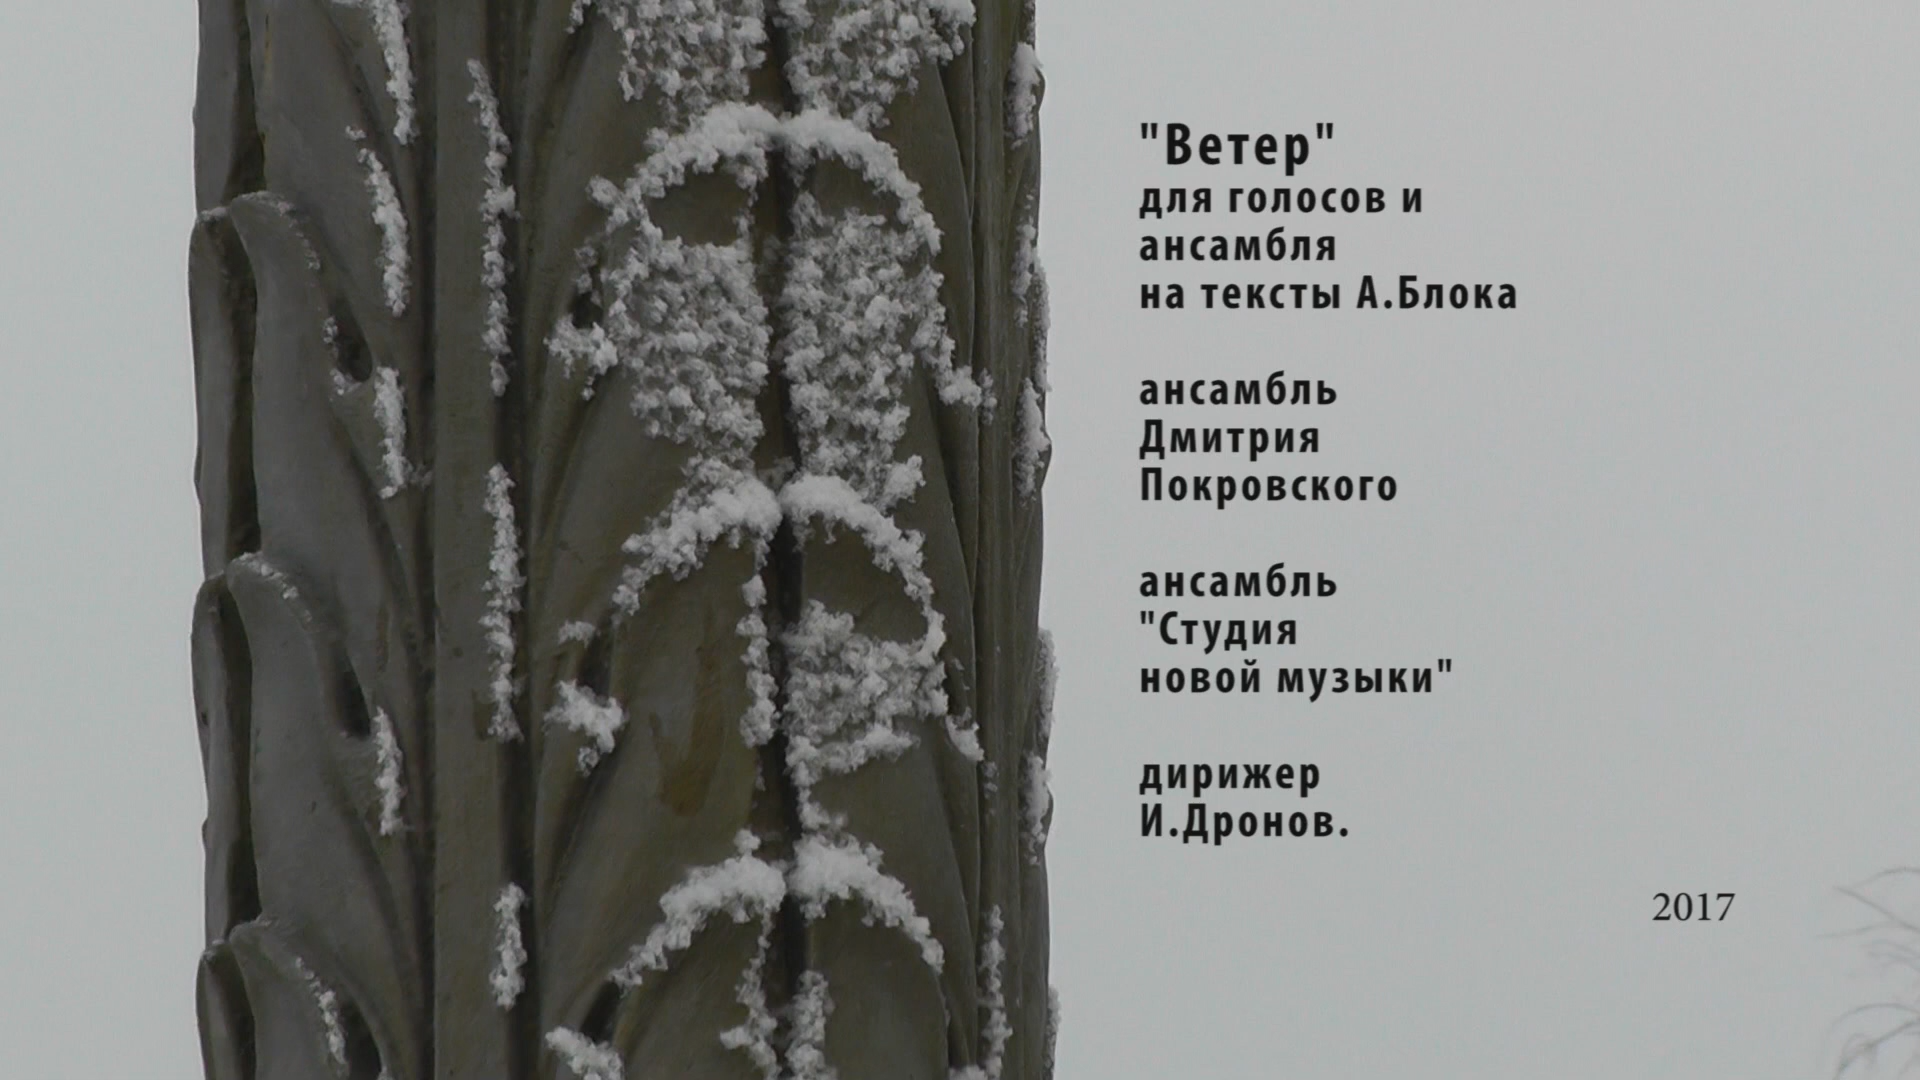 "Ветер"
для голосов и
ансамбля
на тексты А.Блока
ансамбль
Дмитрия
Покровского
ансамбль
"Студия
новой музыки"
дирижер
И.Дронов.
2017